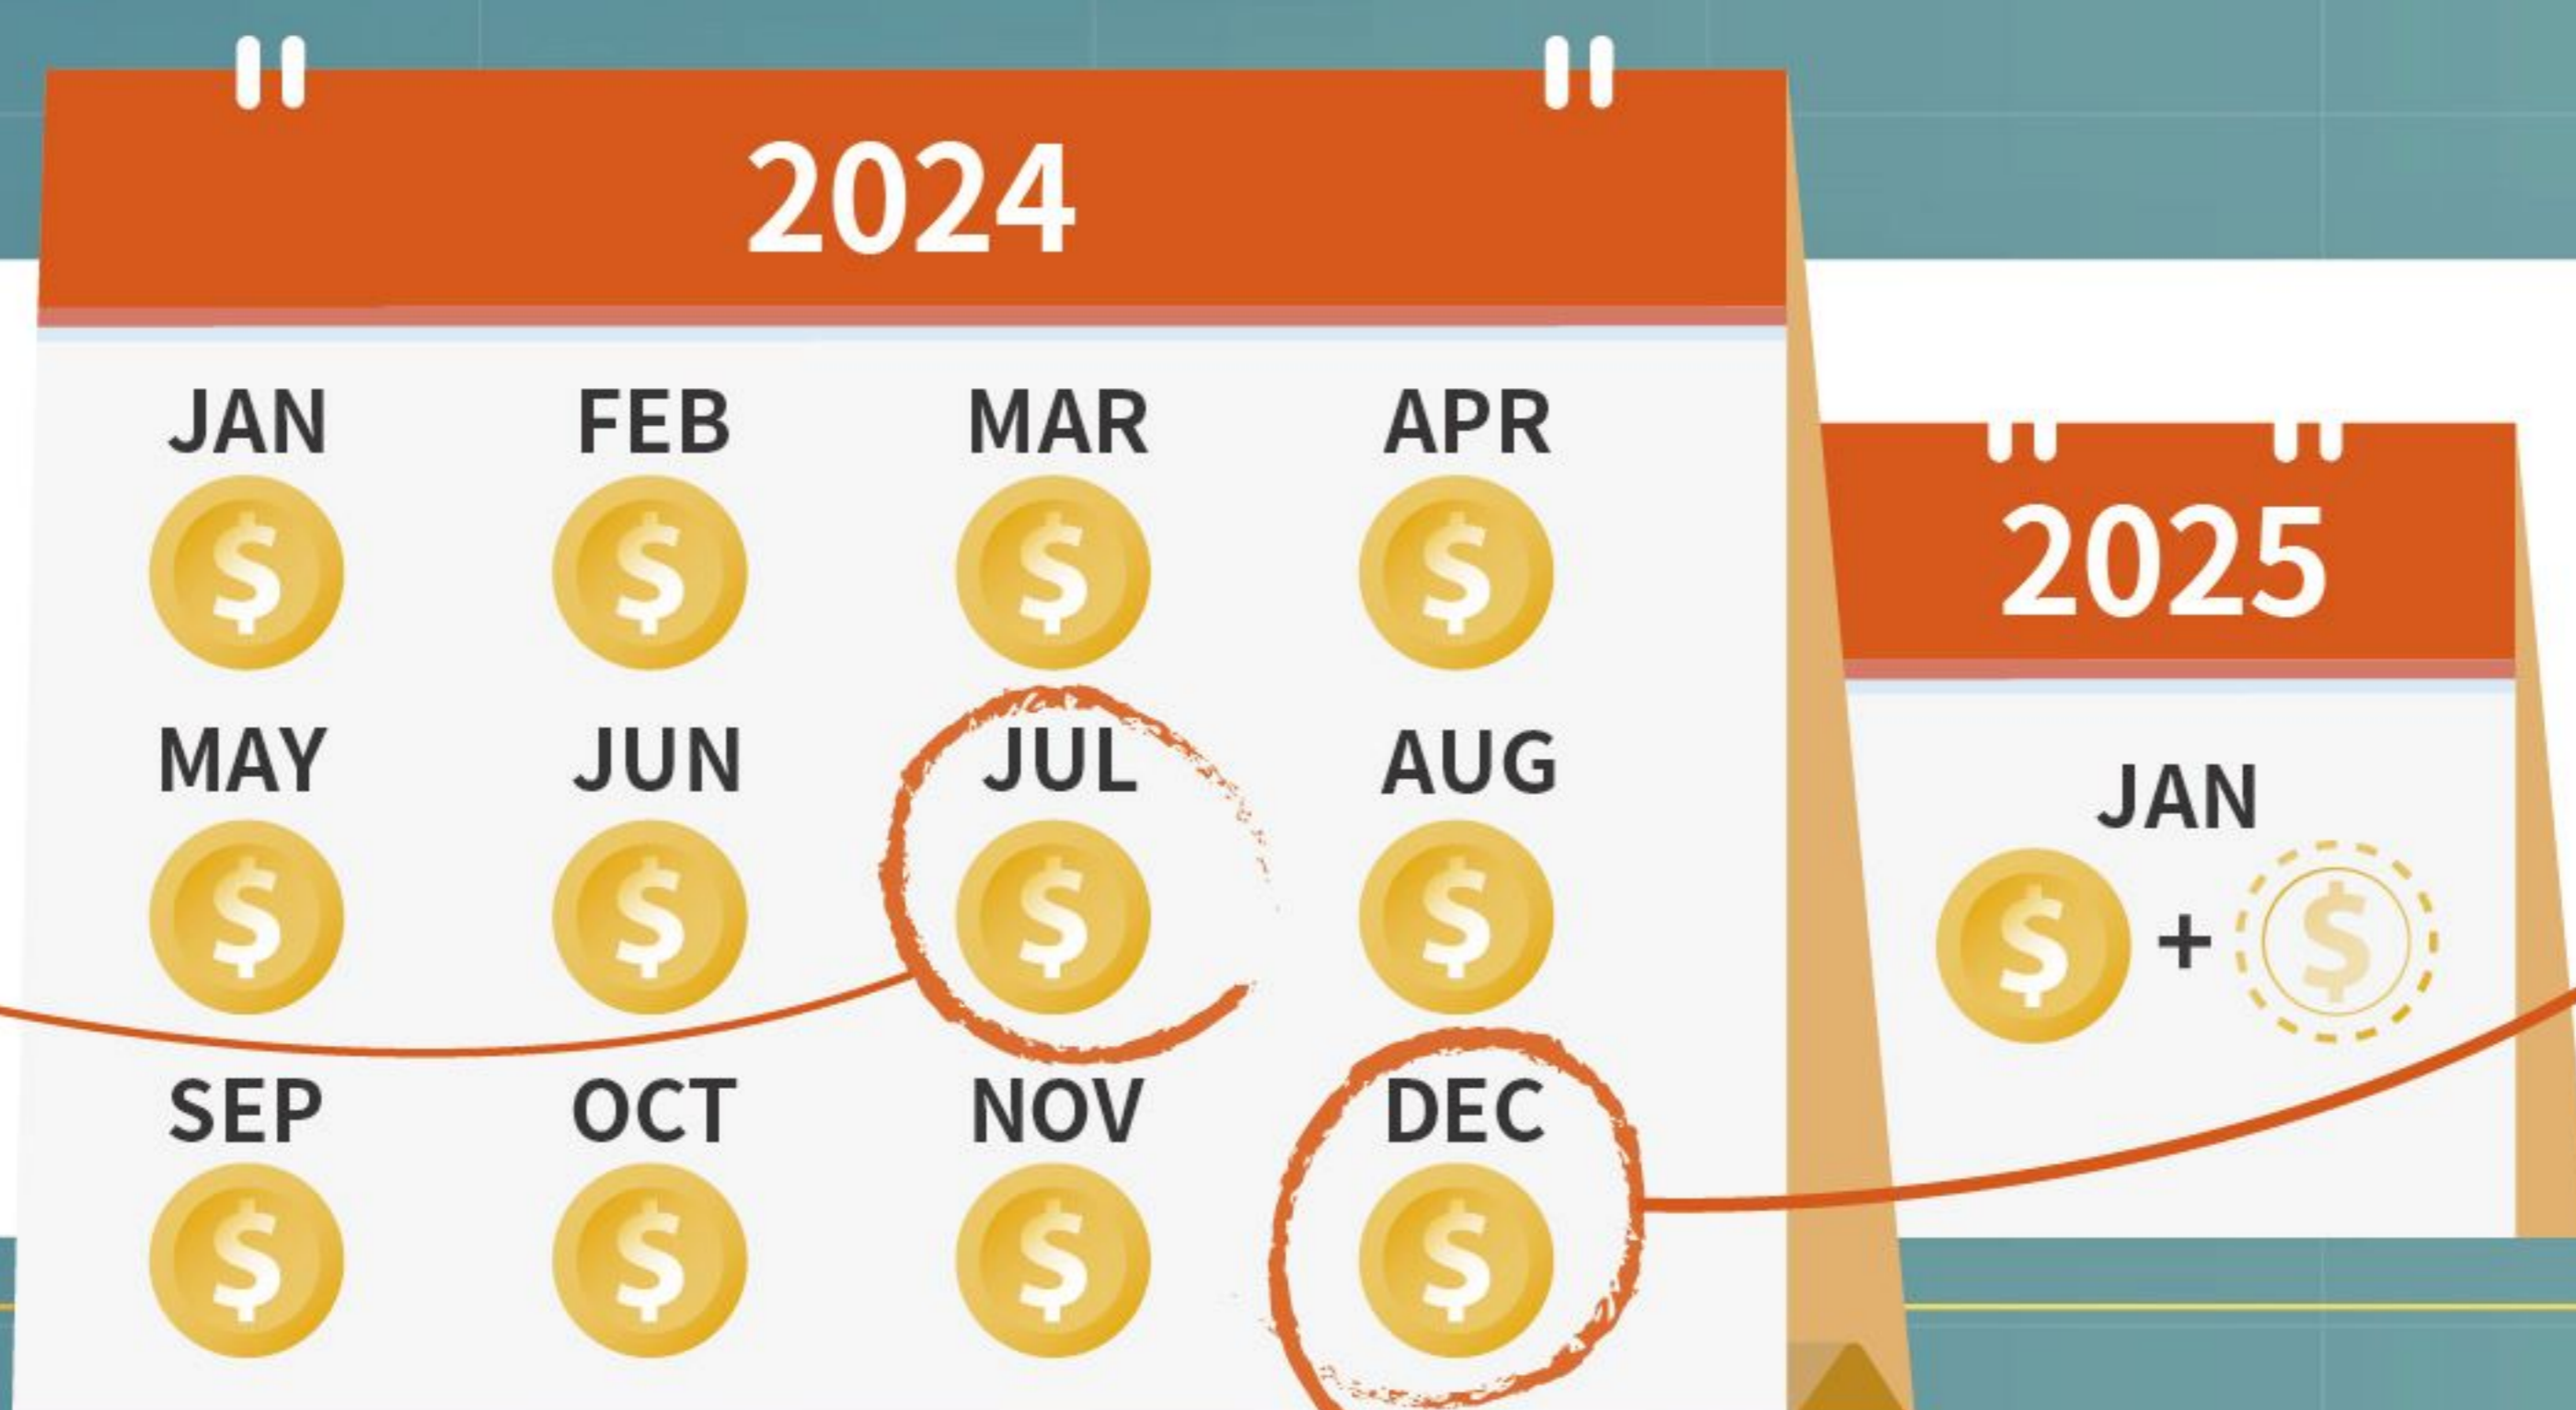 2024
JAN FEB MAR APR
$ $ $ $
MAY JUN JUL AUG
$ $ $ $
SEP OCT NOV DEC
$ $ $ $
2025
JAN
$ + $